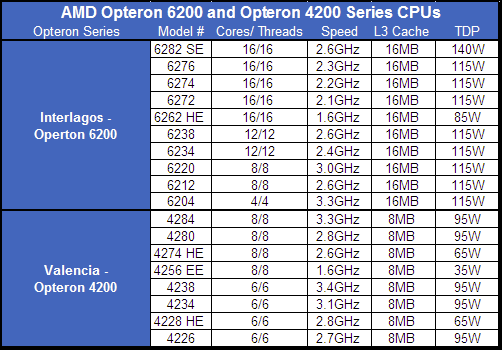 AMD Opteron 6200 and Opteron 4200 Series CPUs
Opteron Series Model # Cores/ Threads Speed L3 Cache TDP
6282 SE 16/16 2.6GHz 16MB 140W
6276 16/16 2.3GHz 16MB 115W
6274 16/16 2.2GHz 16MB 115W
6272 16/16 2.1GHz 16MB 115W
Interlagos - 6262 HE 16/16 1.6GHz 16MB 85W
Operton 6200 6238 12/12 2.6GHz 16MB 115W
6234 12/12 2.4GHz 16MB 115W
6220 8/8 3.0GHz 16MB 115W
6212 8/8 2.6GHz 16MB 115W
6204 4/4 3.3GHz 16MB 115W
4284 8/8 3.3GHz 8MB 95W
4280 8/8 2.8GHz 8MB 95W
4274 HE 8/8 2.6GHz 8MB 65W
Valencia - 4256 EE 8/8 1.6GHz 8MB 35W
Opteron 4200 4238 6/6 3.4GHz 8MB 95W
4234 6/6 3.1GHz 8MB 95W
4228 HE 6/6 2.8GHz 8MB 65W
4226 6/6 2.7GHz 8MB 95W